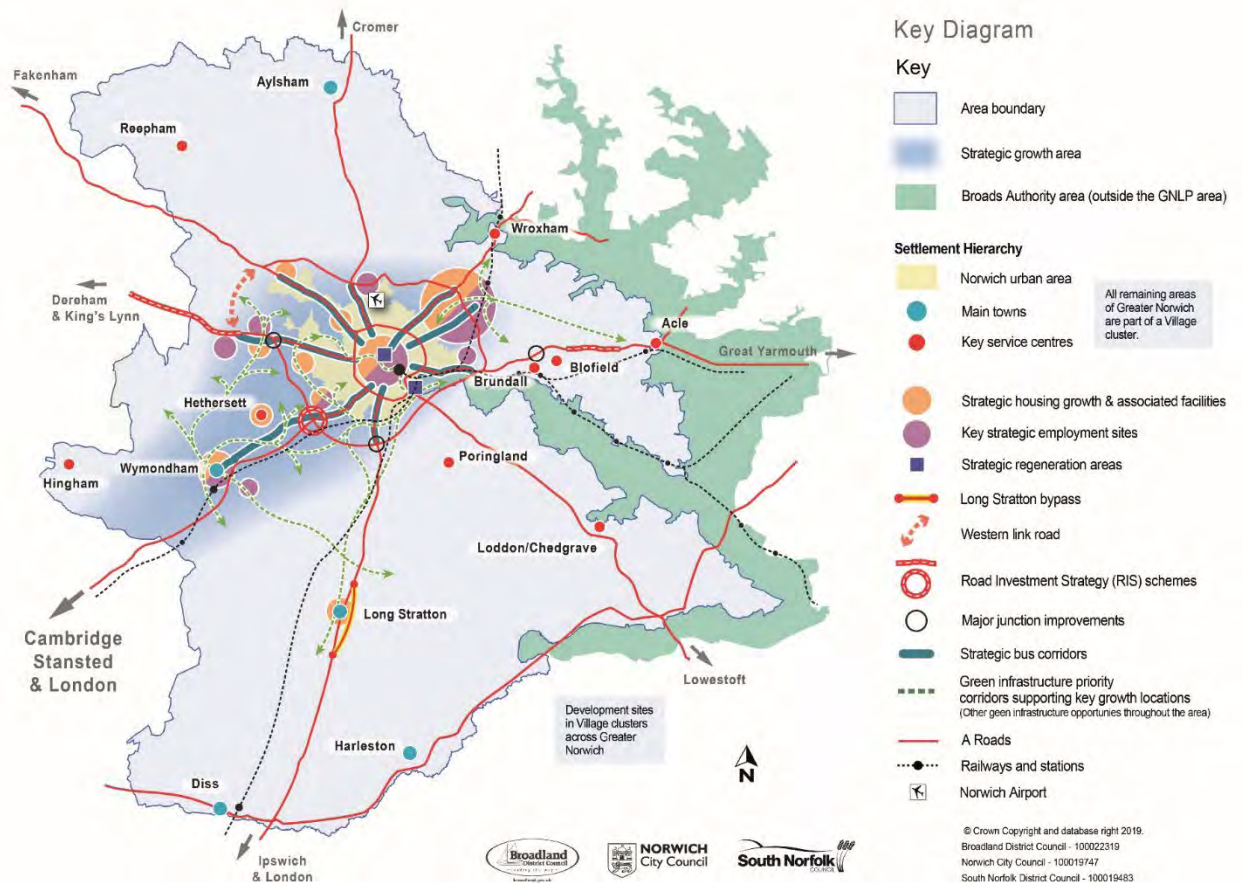 Cromer
Fakenham
Aylsham
Reepham
Wroxham
Dereham
& King's Lynn
Acle
Great Yarmouth
Blofield
Brundall
Hethersett
Wymondham
Hingham
Poringland
Loddon/Chedgrave
Cambridge
Stansted
& London
Long Stratton
Lowestoft
Development sites
in Village clusters
across Greater
Norwich
Harleston
N
Diss
Ipswich
& London
Broadland
District Council
broadland.gov.uk
NORWICH
City Council
South Norfolk
COUNCIL
Key Diagram
Key
Area boundary
Strategic growth area
Broads Authority area (outside the GNLP area)
Settlement Hierarchy
Norwich urban area
Main towns
Key service centres
All remaining areas
of Greater Norwich
are part of a Village
cluster.
Strategic housing growth & associated facilities
Key strategic employment sites
Strategic regeneration areas
Long Stratton bypass
Western link road
Road Investment Strategy (RIS) schemes
Major junction improvements
Strategic bus corridors
Green infrastructure priority
corridors supporting key growth locations
(Other geen infrastructure opportunies throughout the area)
A Roads
Railways and stations
Norwich Airport
© Crown Copyright and database right 2019.
Broadland District Council - 100022319
Norwich City Council - 100019747
South Norfolk District Council - 100019483